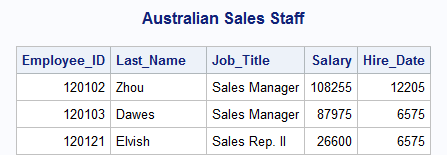 Australian Sales Staff
Employee_ID Last_Name Job_Title Salary Hire_Date
120102 Zhou Sales Manager 108255 12205
120103 Dawes Sales Manager 87975 6575
120121 Elvish Sales Rep. II 26600 6575